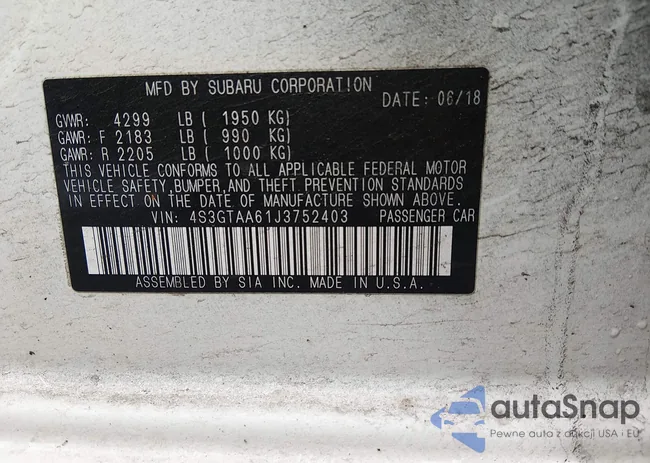 MFD BY SUBARU CORPORATION
DATE: 06/18
GVWR: 4299 LB ( 1950 KG)
GAWR: F 2183 LB ( 990 KG)
GAWR: R 2205 LB ( 1000 KG)
THIS VEHICLE CONFORMS TO ALL APPLICABLE FEDERAL MOTOR
VEHICLE SAFETY, BUMPER, AND THEFT PREVENTION STANDARDS
IN EFFECT ON THE DATE OF MANUFACTURE SHOWN ABOVE.
VIN: 4S3GTAA61J3752403 PASSENGER CAR
ASSEMBLED BY SIA INC. MADE IN U.S.A.
autaSnap
Pewne auta z aukcji USA i EU